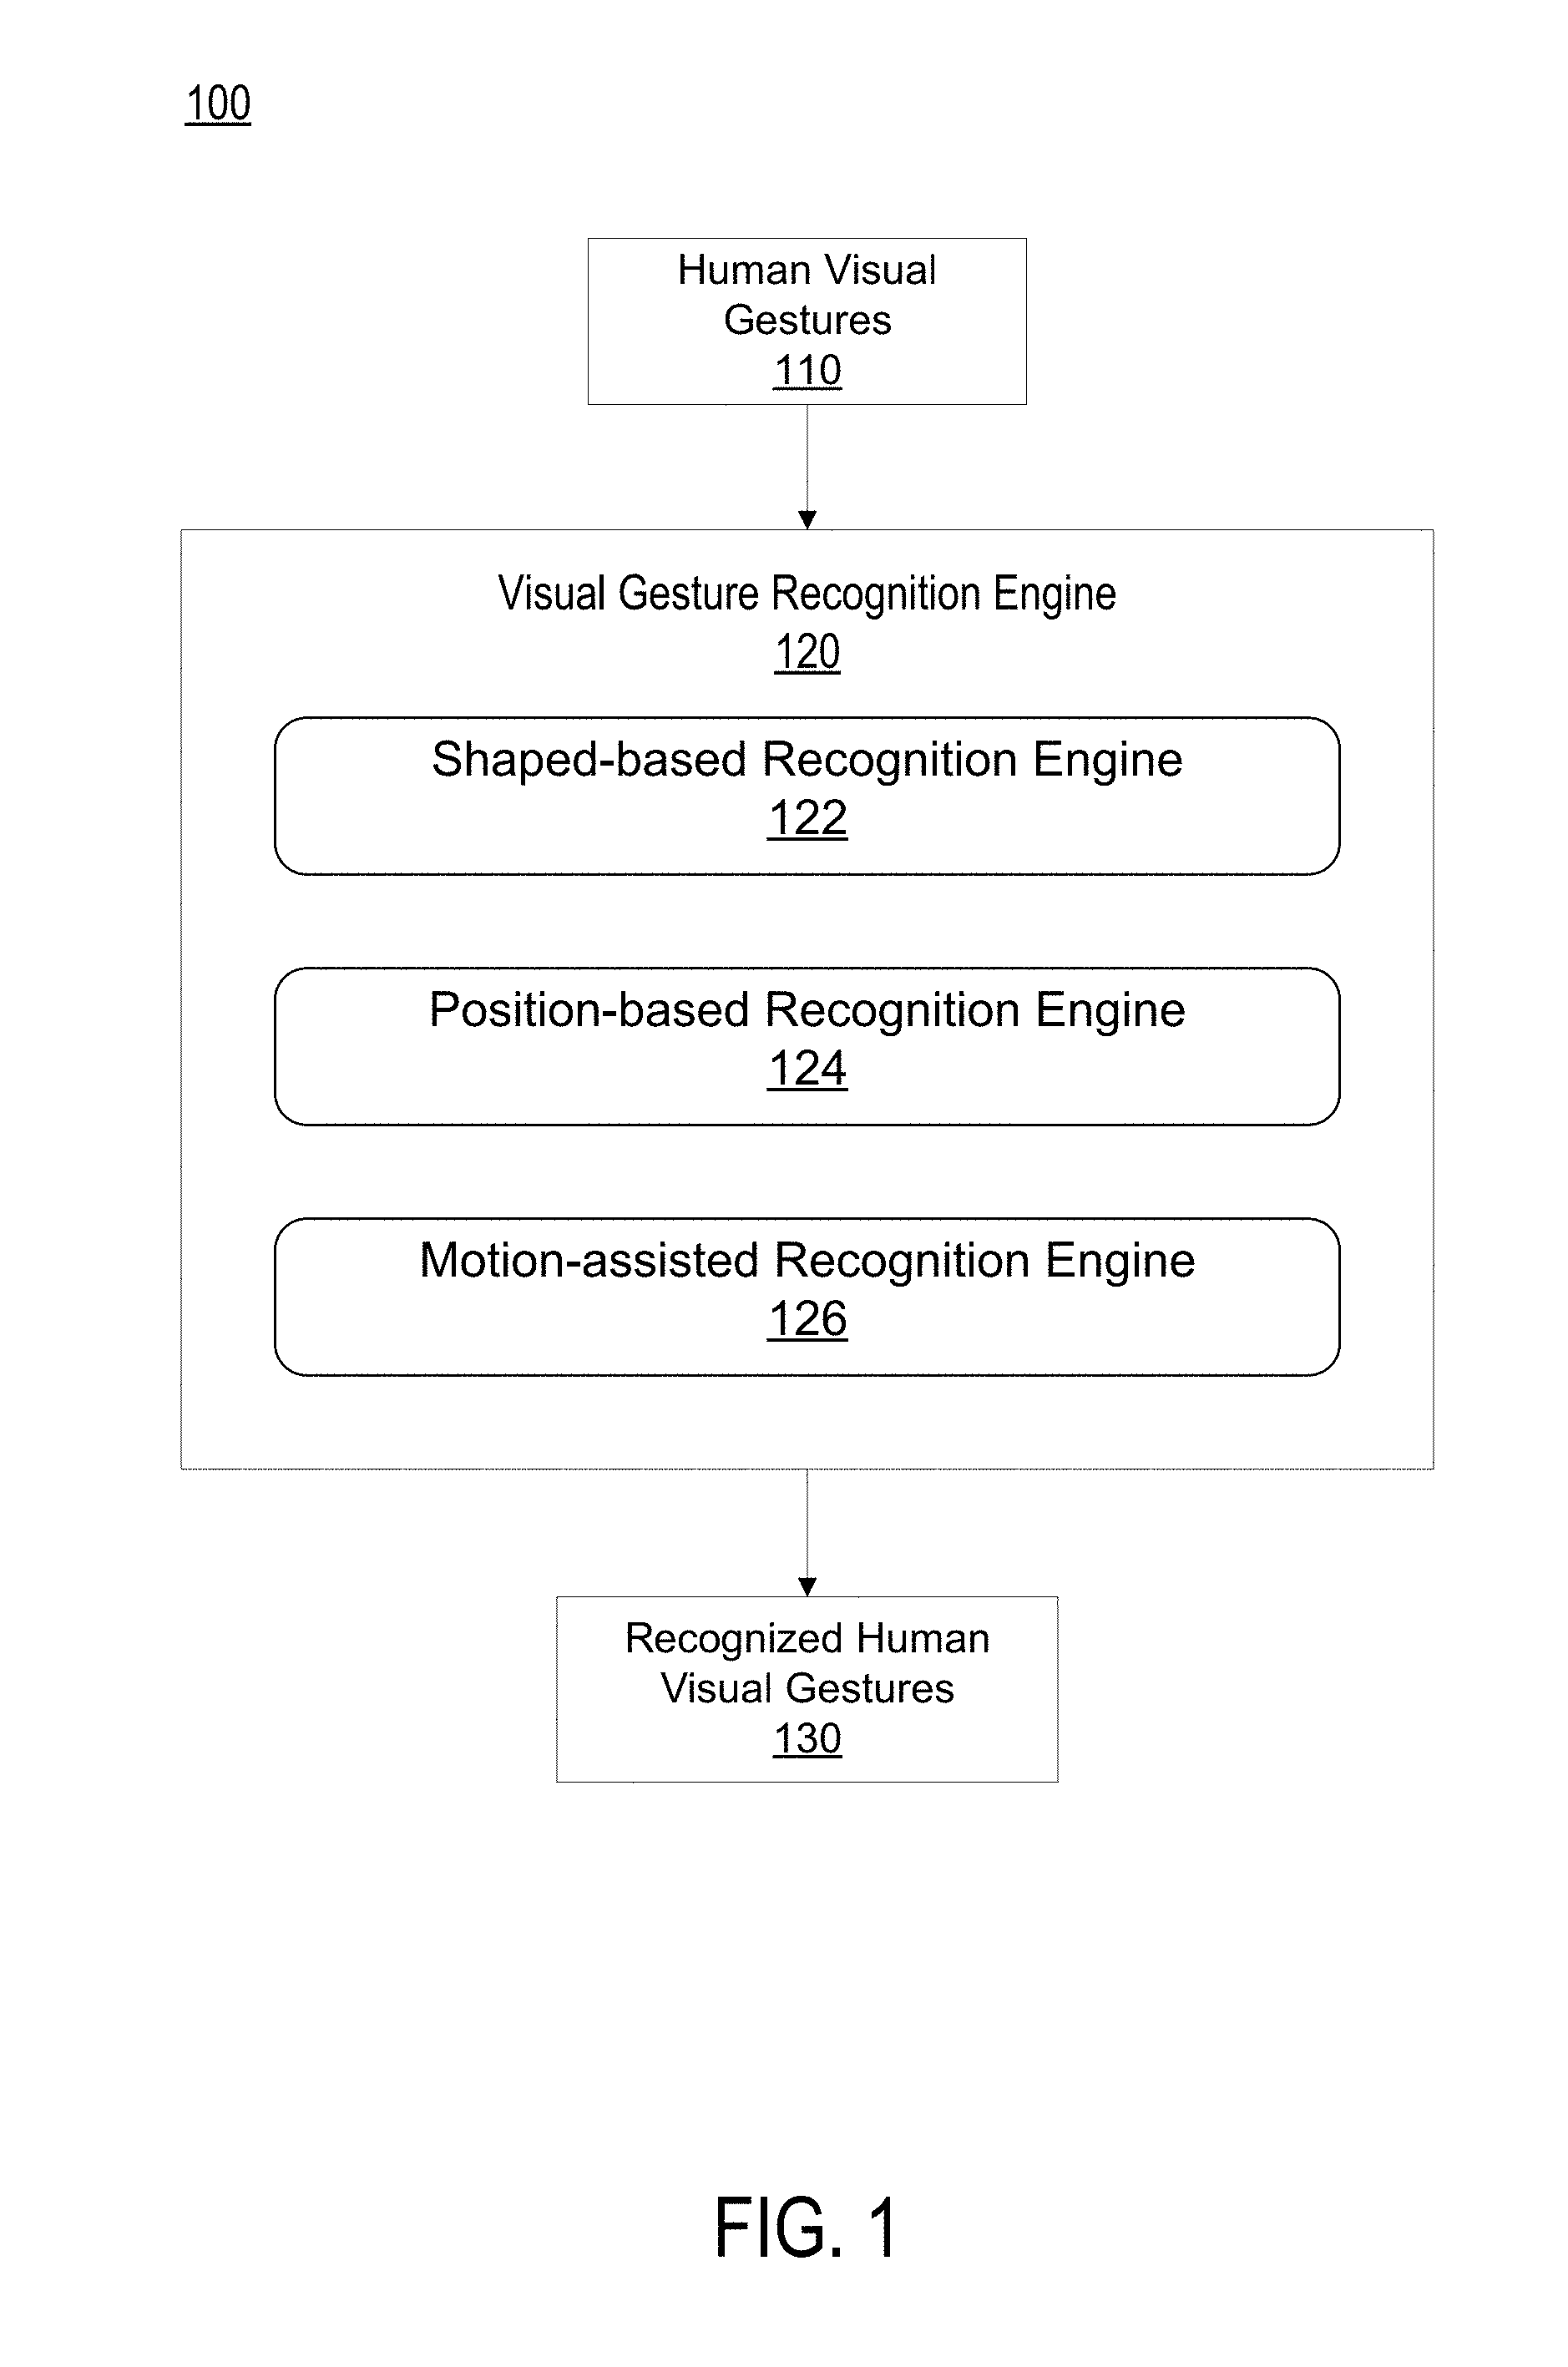 100
Human Visual
Gestures
110
Visual Gesture Recognition Engine
120
Shaped-based Recognition Engine
122
Position-based Recognition Engine
124
Motion-assisted Recognition Engine
126
Recognized Human
Visual Gestures
130
FIG. 1